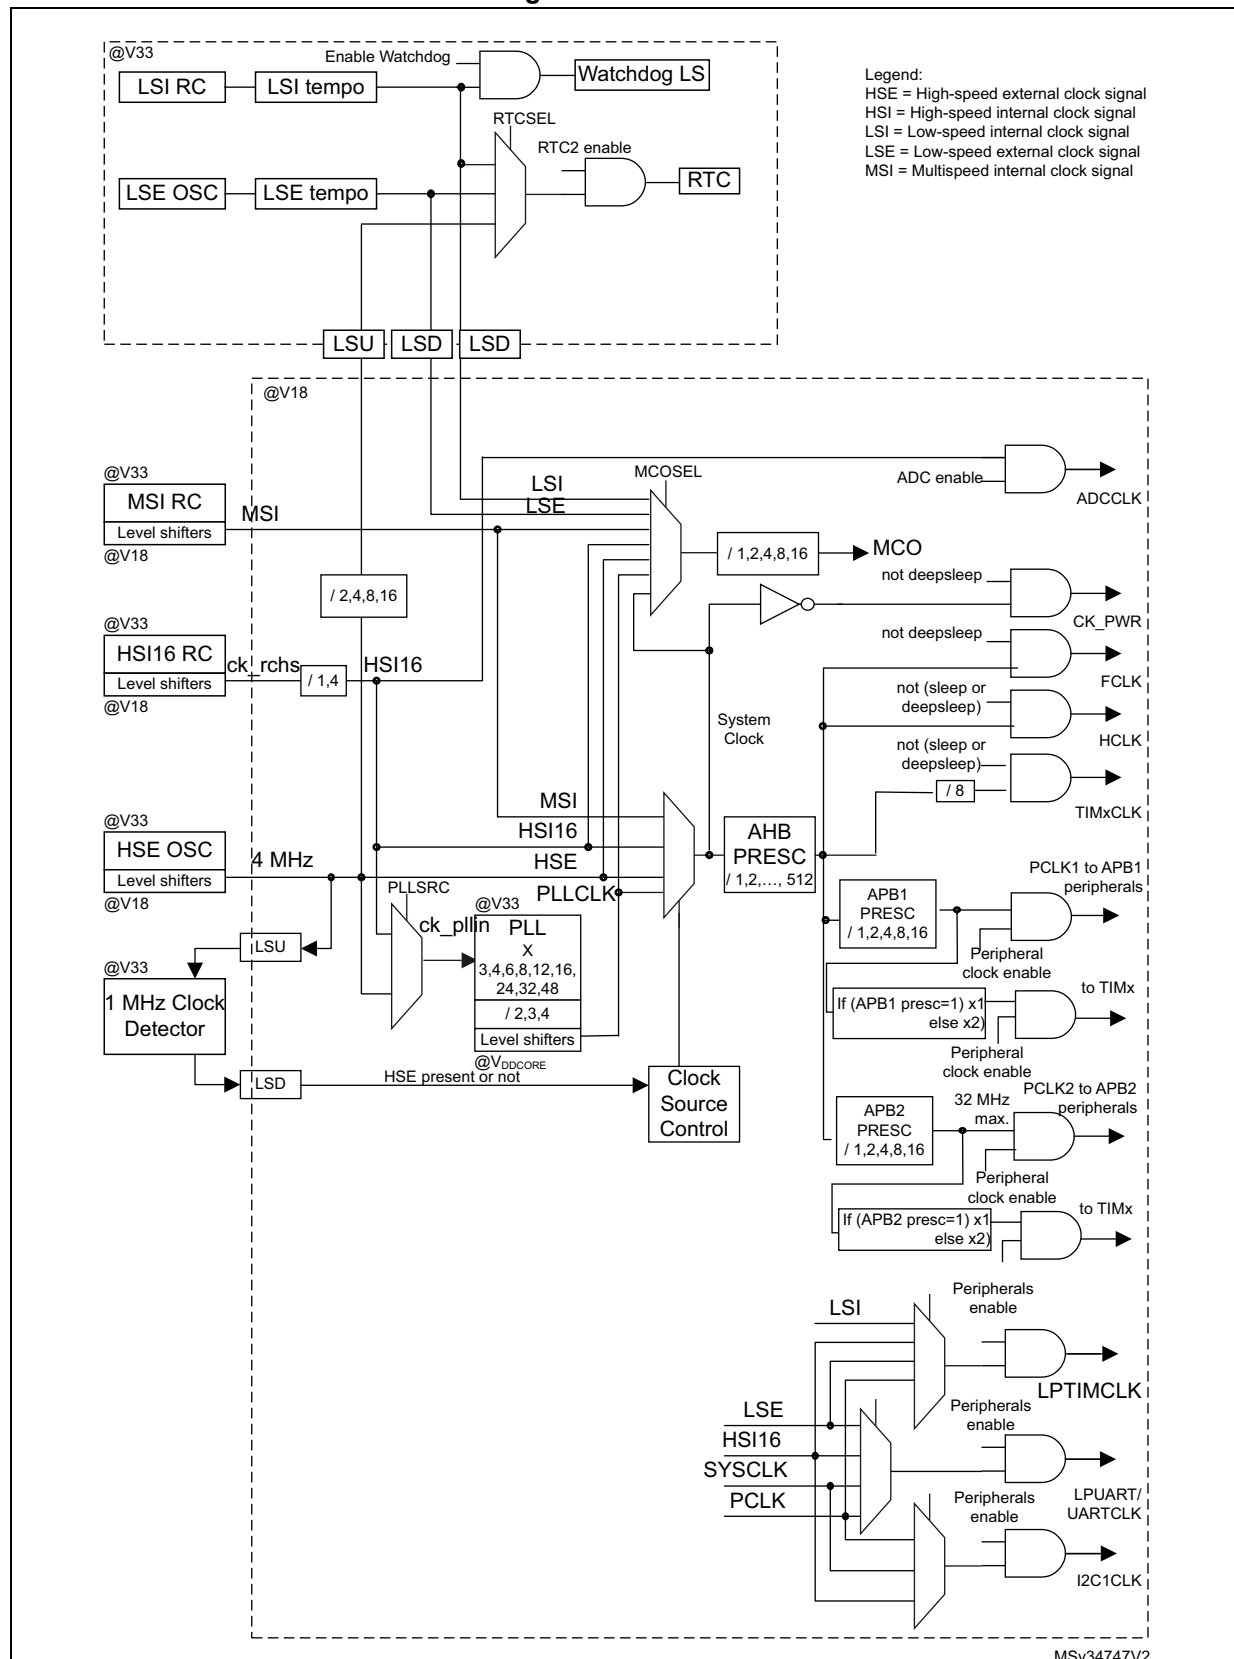 @V33
Enable Watchdog
LSI RC
LSI tempo
Watchdog LS
Legend:
HSE = High-speed external clock signal
HSI = High-speed internal clock signal
LSI = Low-speed internal clock signal
LSE = Low-speed external clock signal
MSI = Multispeed internal clock signal
RTCSEL
RTC2 enable
LSE OSC
LSE tempo
RTC
LSU
LSD
LSD
@V18
@V33
MSI RC
Level shifters
@V18
MSI
LSI
LSE
MCOSEL
ADC enable
ADCCLK
/ 1,2,4,8,16
MCO
/ 2,4,8,16
not deepsleep
CK_PWR
@V33
HSI16 RC
Level shifters
@V18
ck_rchs
/ 1,4
HSI16
not deepsleep
FCLK
not (sleep or
deepsleep)
HCLK
System
Clock
not (sleep or
deepsleep)
/ 8
TIMxCLK
@V33
HSE OSC
Level shifters
@V18
4 MHz
MSI
HSI16
HSE
PLLCLK
AHB
PRESC
/ 1,2,..., 512
PLLSRC
ck_pllin
@V33
PLL
X
3,4,6,8,12,16,
24,32,48
/ 2,3,4
Level shifters
@VDDCORE
APB1
PRESC
/ 1,2,4,8,16
PCLK1 to APB1
peripherals
Peripheral
clock enable
LSU
@V33
1 MHz Clock
Detector
LSD
HSE present or not
Clock
Source
Control
If (APB1 presc=1) x1
else x2)
to TIMx
Peripheral
clock enable
APB2
PRESC
/ 1,2,4,8,16
32 MHz
max.
PCLK2 to APB2
peripherals
Peripheral
clock enable
If (APB2 presc=1) x1
else x2)
to TIMx
LSI
Peripherals
enable
LPTIMCLK
LSE
HSI16
SYSCLK
PCLK
Peripherals
enable
LPUART/
UARTCLK
Peripherals
enable
I2C1CLK
MSv34747V2